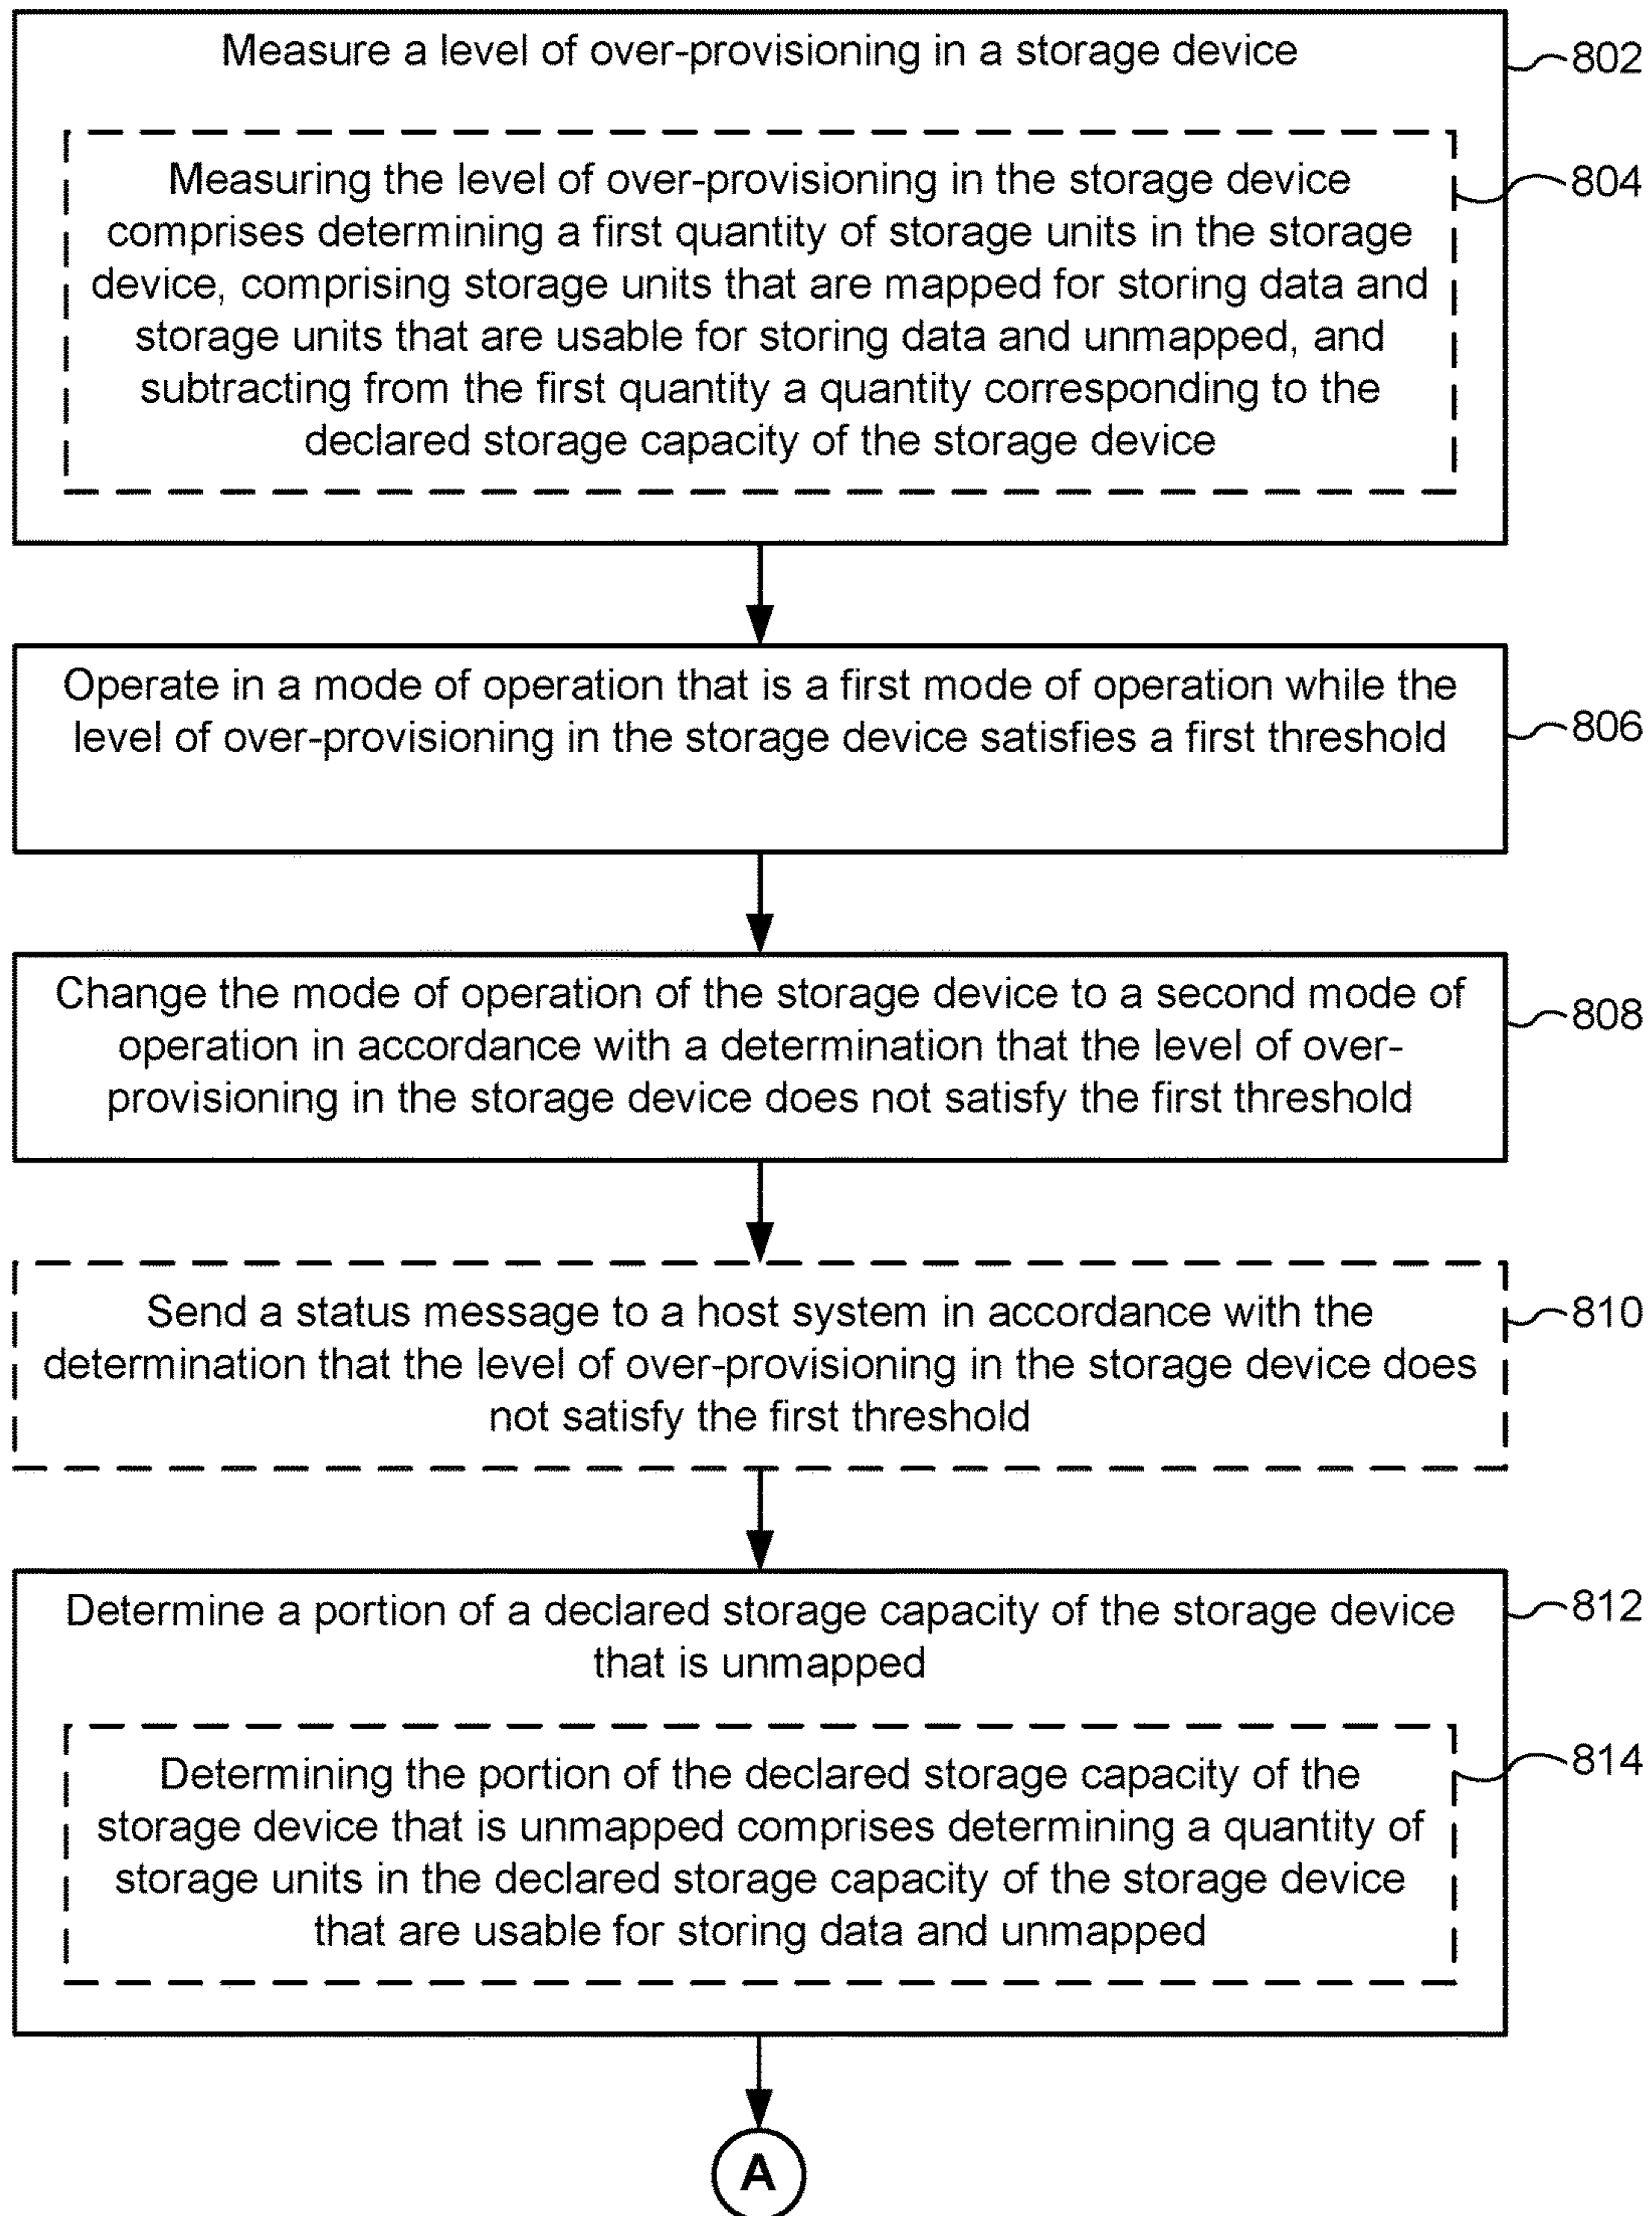 Measure a level of over-provisioning in a storage device
802
Measuring the level of over-provisioning in the storage device
804
comprises determining a first quantity of storage units in the storage
device, comprising storage units that are mapped for storing data and
storage units that are usable for storing data and unmapped, and
subtracting from the first quantity a quantity corresponding to the
declared storage capacity of the storage device
Operate in a mode of operation that is a first mode of operation while the
level of over-provisioning in the storage device satisfies a first threshold
806
Change the mode of operation of the storage device to a second mode of
808
operation in accordance with a determination that the level of over-
provisioning in the storage device does not satisfy the first threshold
Send a status message to a host system in accordance with the
810
determination that the level of over-provisioning in the storage device does
not satisfy the first threshold
Determine a portion of a declared storage capacity of the storage device
812
that is unmapped
Determining the portion of the declared storage capacity of the
814
storage device that is unmapped comprises determining a quantity of
storage units in the declared storage capacity of the storage device
that are usable for storing data and unmapped
A